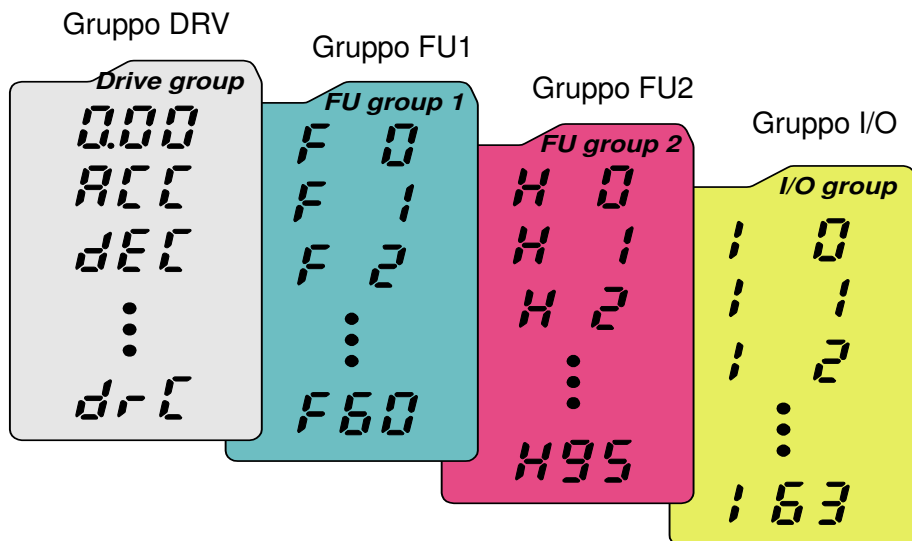 Gruppo DRV
Drive group
0.00
ACC
dEC
drC
Gruppo FU1
FU group 1
F 0
F 1
F 2
F60
Gruppo FU2
FU group 2
H 0
H 1
H 2
H95
Gruppo I/O
I/O group
I 0
I 1
I 2
I 63